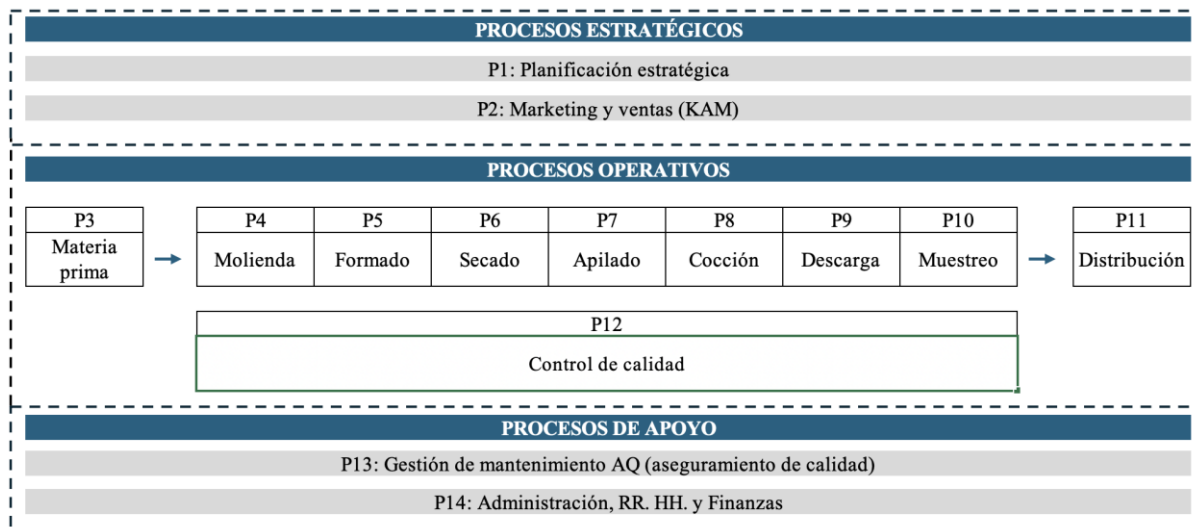 PROCESOS ESTRATÉGICOS
P1: Planificación estratégica
P2: Marketing y ventas (KAM)
PROCESOS OPERATIVOS
P3
Materia
prima
P4
Molienda
P5
Formado
P6
Secado
P7
Apilado
P8
Cocción
P9
Descarga
P10
Muestreo
P11
Distribución
P12
Control de calidad
PROCESOS DE APOYO
P13: Gestión de mantenimiento AQ (aseguramiento de calidad)
P14: Administración, RR. HH. y Finanzas